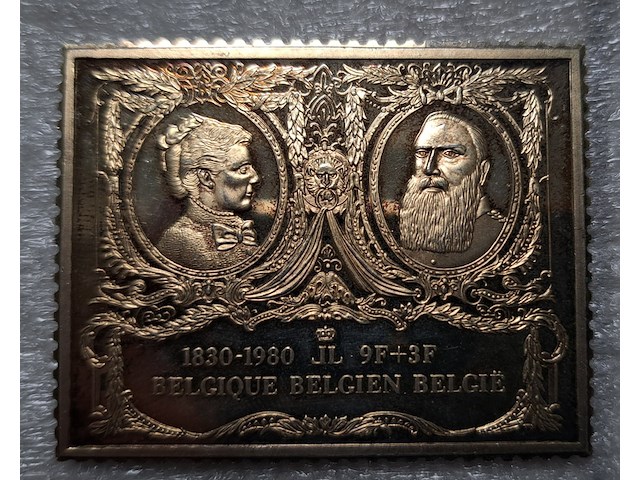 1830-1980 JL 9F+3F
BELGIQUE BELGIEN BELGIË